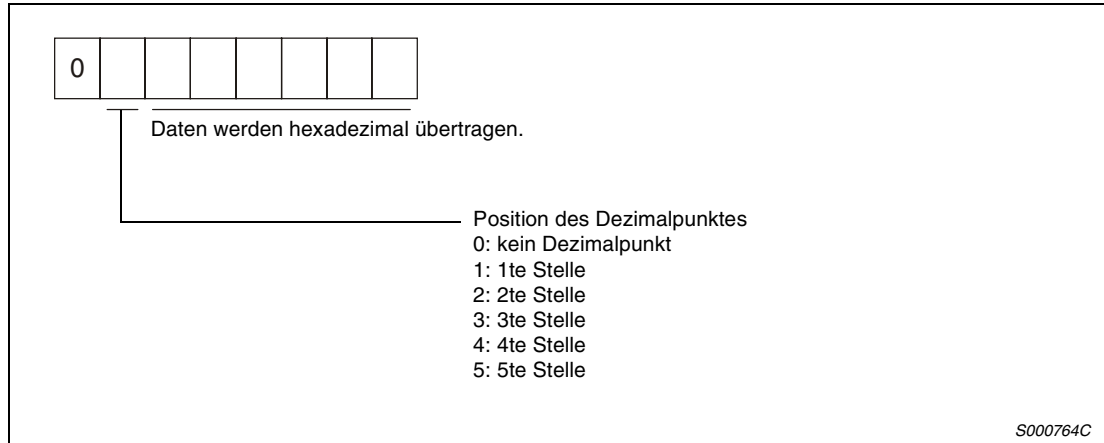 0
Daten werden hexadezimal übertragen.
Position des Dezimalpunktes
0: kein Dezimalpunkt
1: 1te Stelle
2: 2te Stelle
3: 3te Stelle
4: 4te Stelle
5: 5te Stelle
S000764C